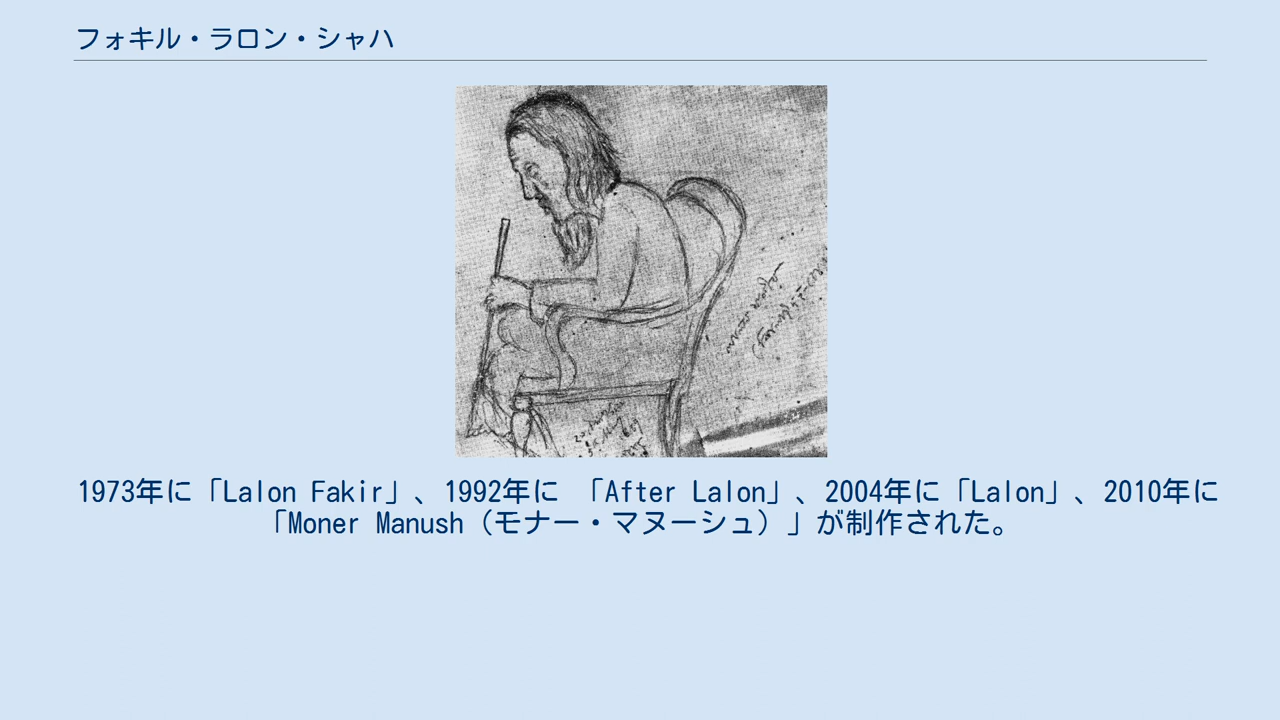 フォキル・ラロン・シャハ
1973年に「Lalon Fakir」、1992年に 「After Lalon」、2004年に「Lalon」、2010年に
「Moner Manush（モナー・マヌーシュ）」が制作された。